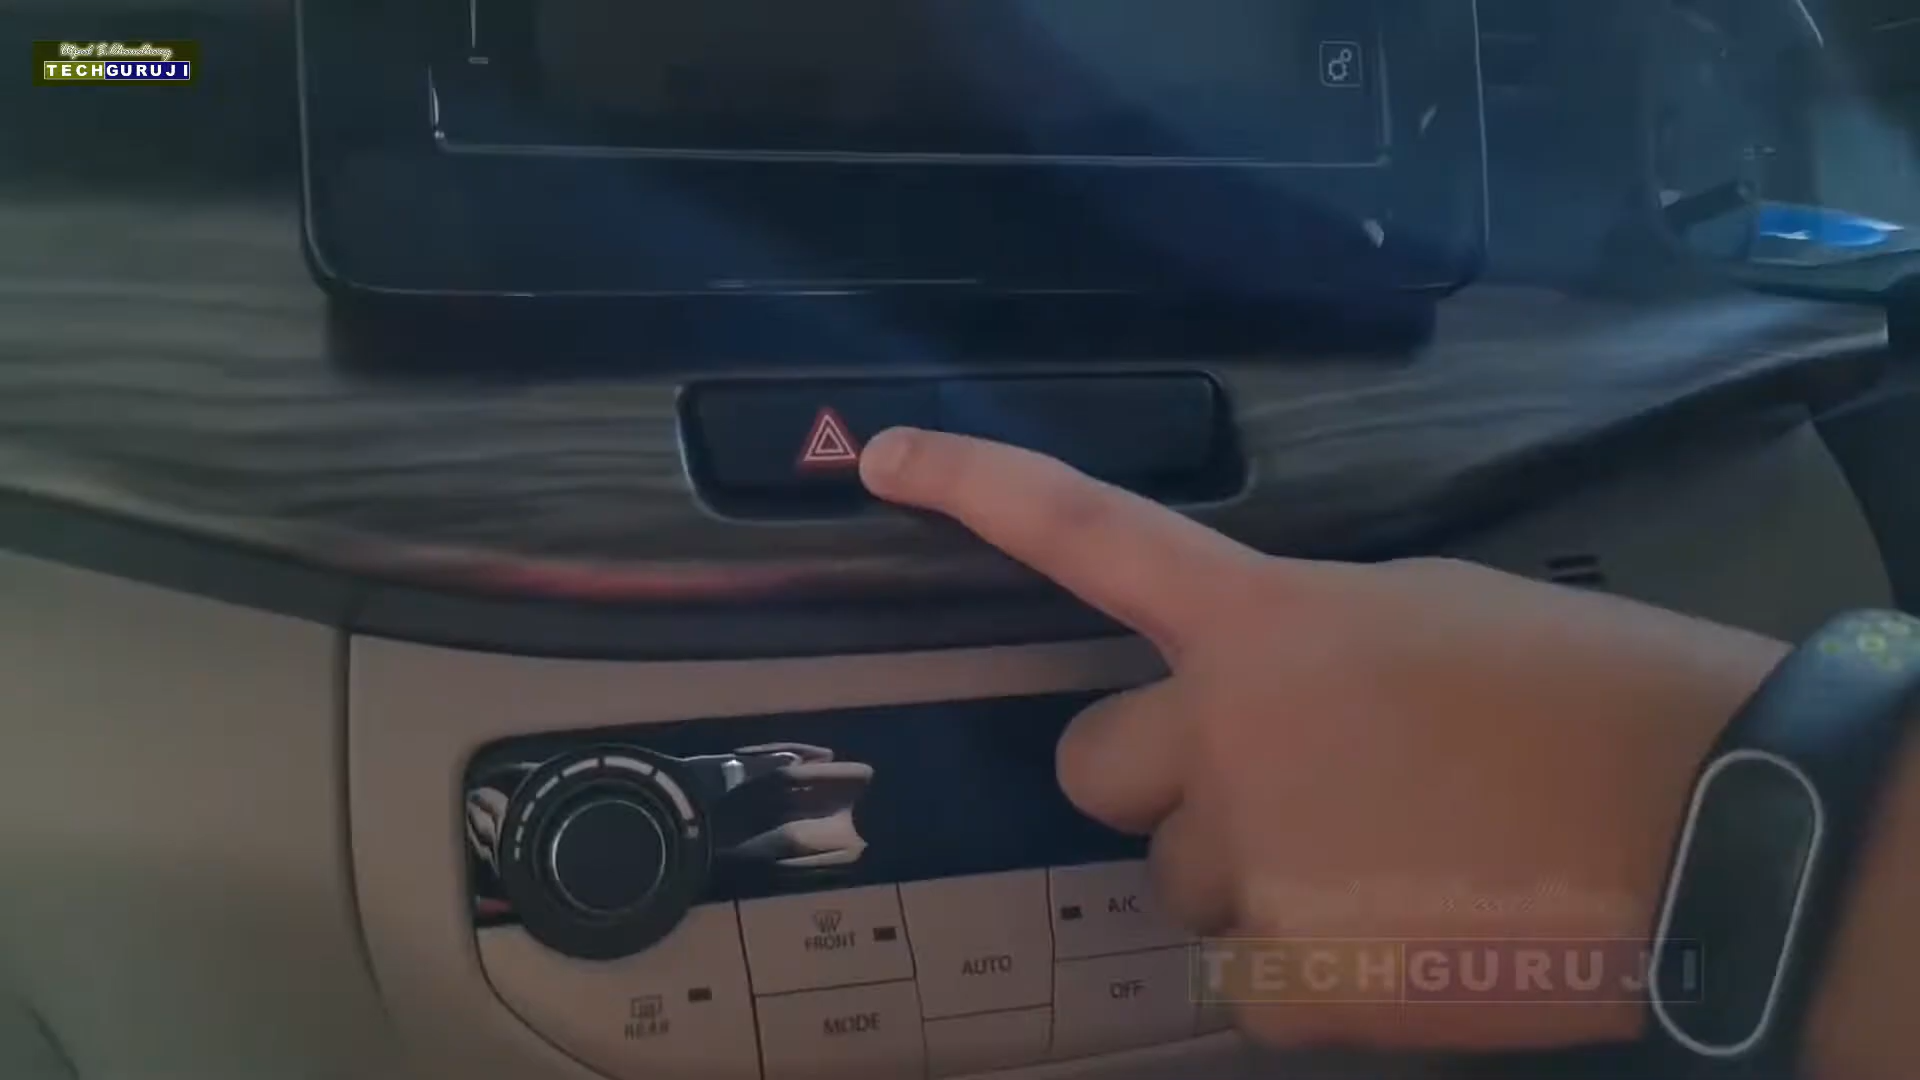 TECHGURUJI
FRONT
A/C
AUTO
OFF
REAR
MODE
TECHGURUJI